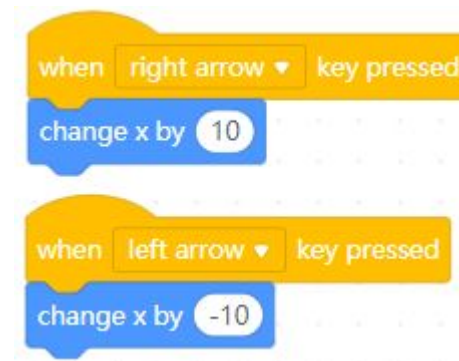 when right arrow key pressed
change x by 10
when left arrow key pressed
change x by -10